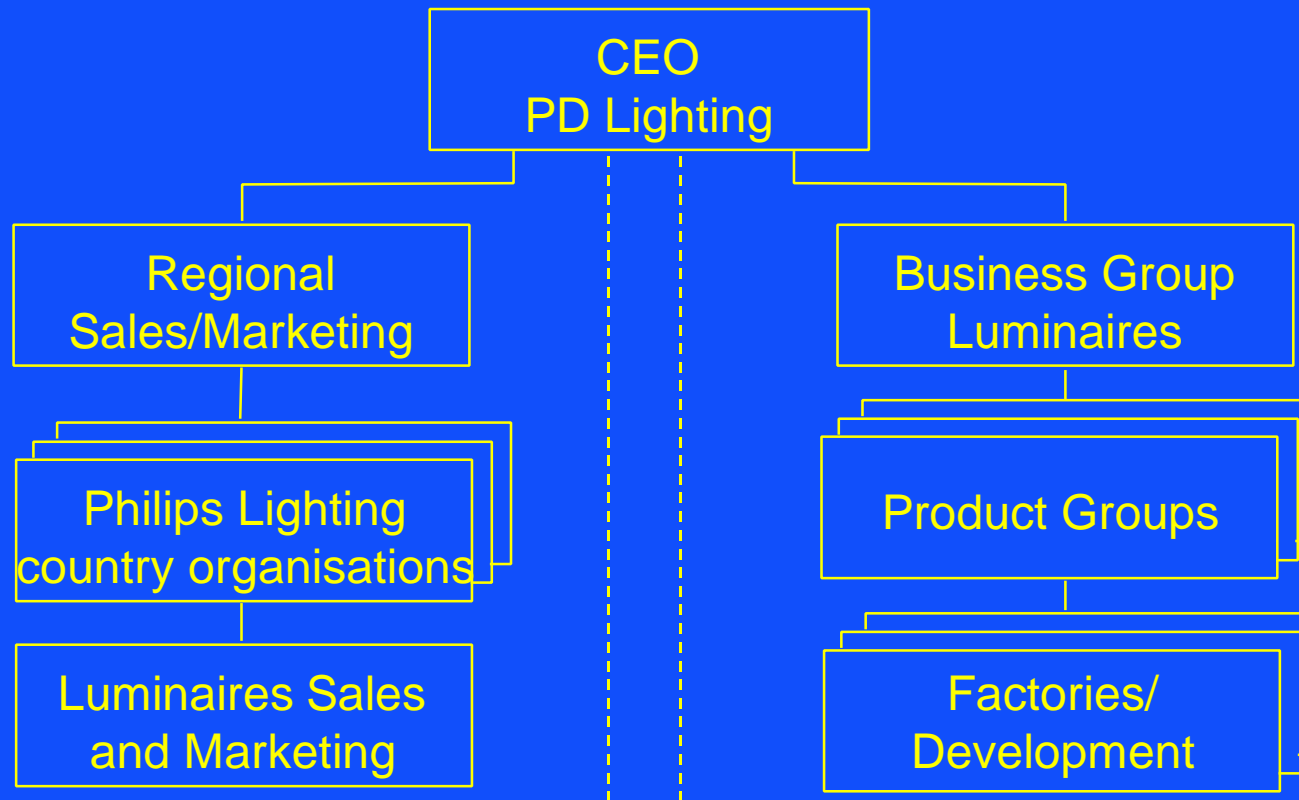 CEO
PD Lighting
Regional
Sales/Marketing
Business Group
Luminaires
Philips Lighting
country organisations
Product Groups
Luminaires Sales
and Marketing
Factories/
Development